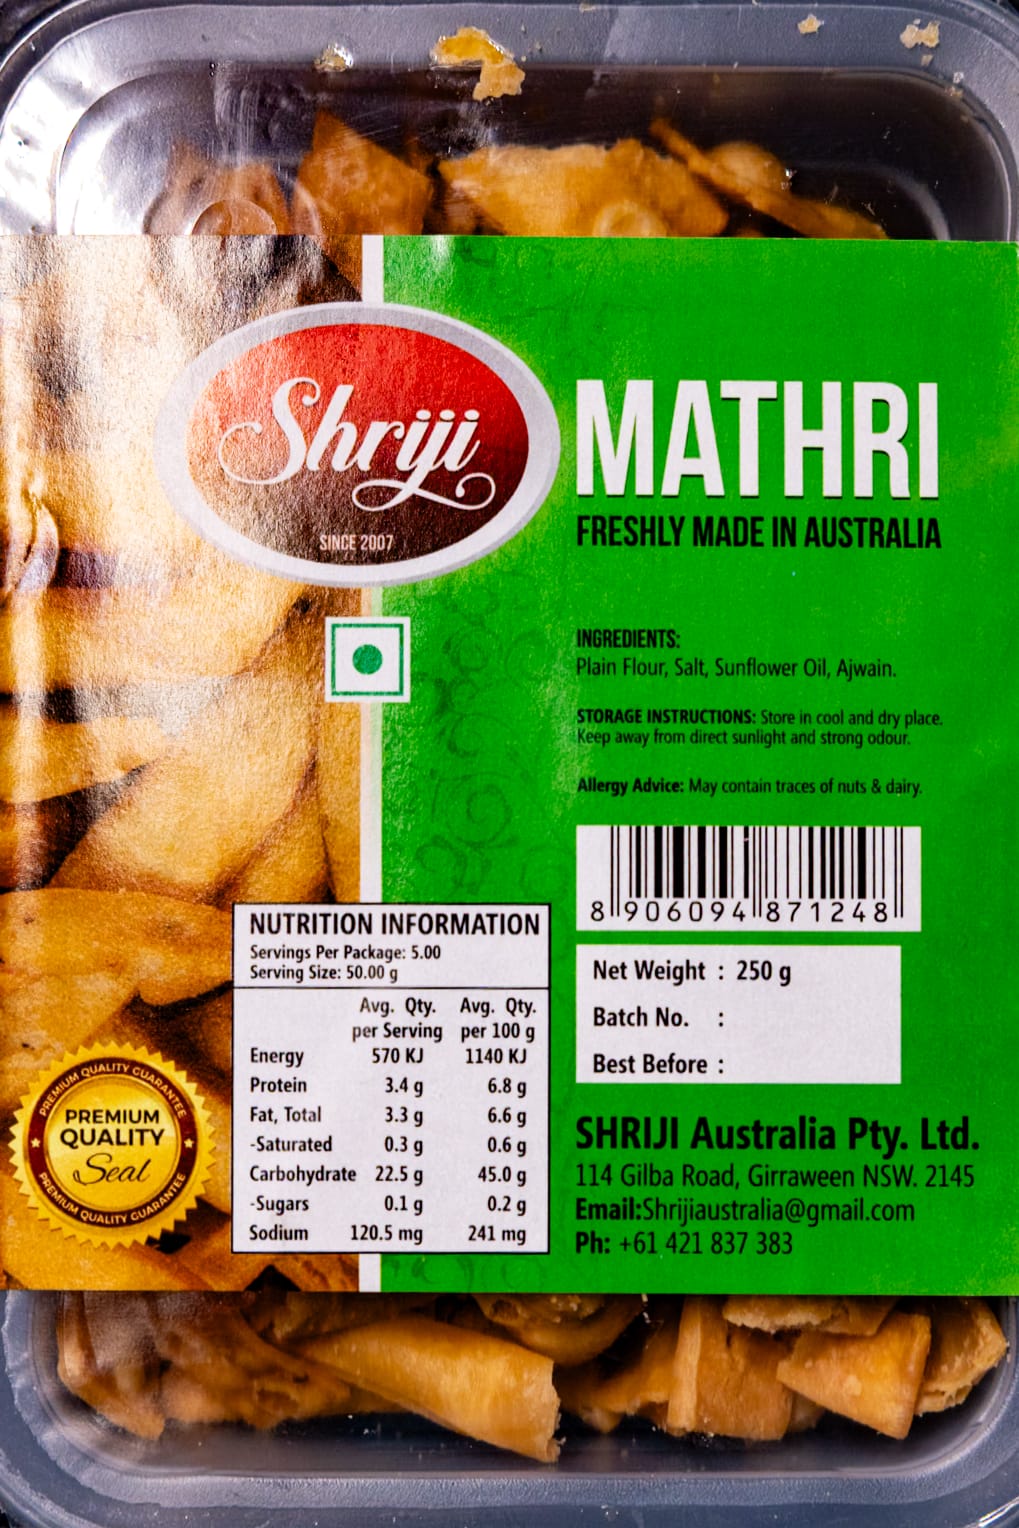 Shriji
SINCE 2007
MATHRI
FRESHLY MADE IN AUSTRALIA
INGREDIENTS:
Plain Flour, Salt, Sunflower Oil, Ajwain.
STORAGE INSTRUCTIONS: Store in cool and dry place.
Keep away from direct sunlight and strong odour.
Allergy Advice: May contain traces of nuts & dairy.
8 906094 871248
NUTRITION INFORMATION
Servings Per Package: 5.00
Serving Size: 50.00 g
Avg. Qty. Avg. Qty.
per Serving per 100 g
Energy 570 KJ 1140 KJ
Protein 3.4 g 6.8 g
Fat, Total 3.3 g 6.6 g
-Saturated 0.3 g 0.6 g
Carbohydrate 22.5 g 45.0 g
-Sugars 0.1 g 0.2 g
Sodium 120.5 mg 241 mg
Net Weight : 250 g
Batch No. :
Best Before :
SHRIJI Australia Pty. Ltd.
114 Gilba Road, Girraween NSW. 2145
Email:Shrijiaustralia@gmail.com
Ph: +61 421 837 383
PREMIUM QUALITY GUARANTEE
PREMIUM
QUALITY
Seal
PREMIUM QUALITY GUARANTEE